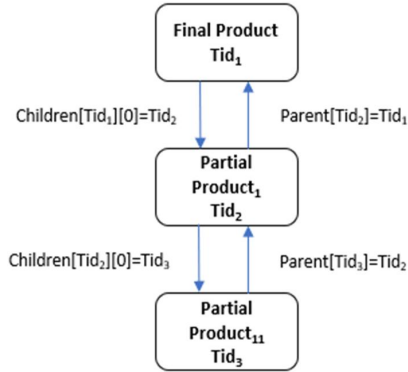 Final Product
Tid₁
Children[Tid₁][0]=Tid₂
Parent[Tid₂]=Tid₁
Partial
Product₁
Tid₂
Children[Tid₂][0]=Tid₃
Parent[Tid₃]=Tid₂
Partial
Product₁₁
Tid₃